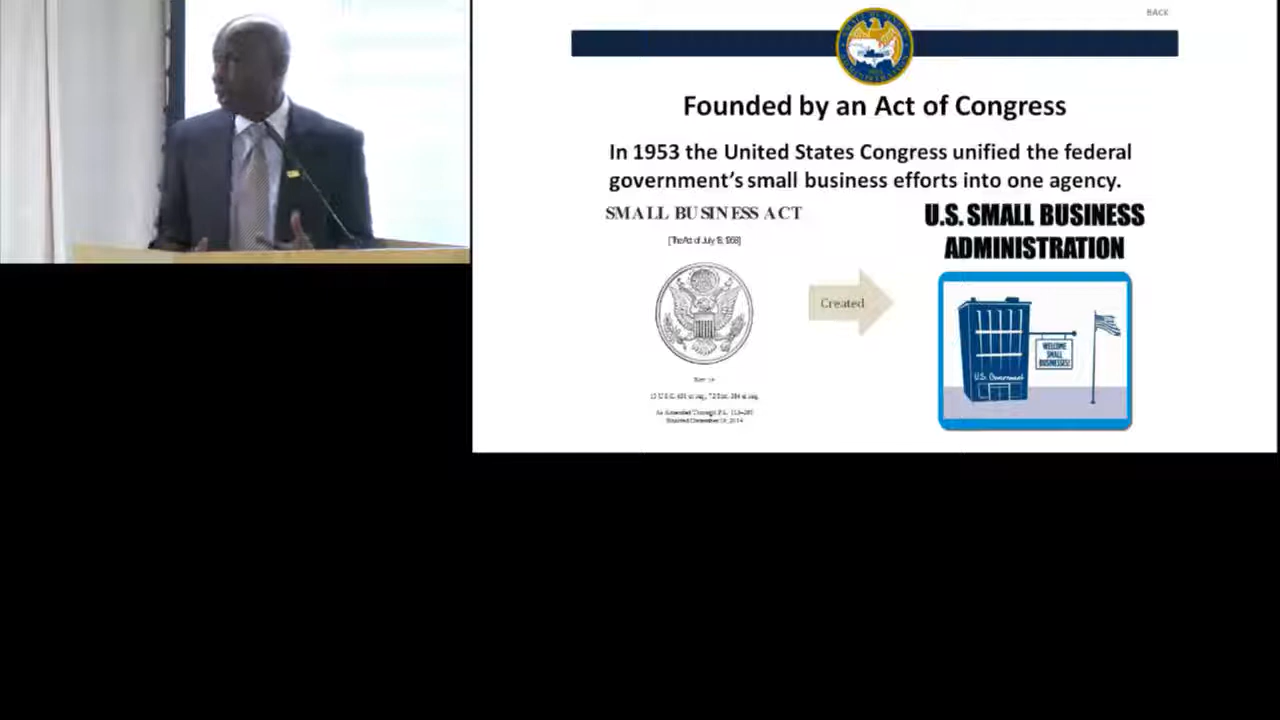 BACK
Founded by an Act of Congress
In 1953 the United States Congress unified the federal
government's small business efforts into one agency.
SMALL BUSINESS ACT
U.S. SMALL BUSINESS
ADMINISTRATION
Created
WELCOME
SMALL
BUSINESSES!
U.S. Government